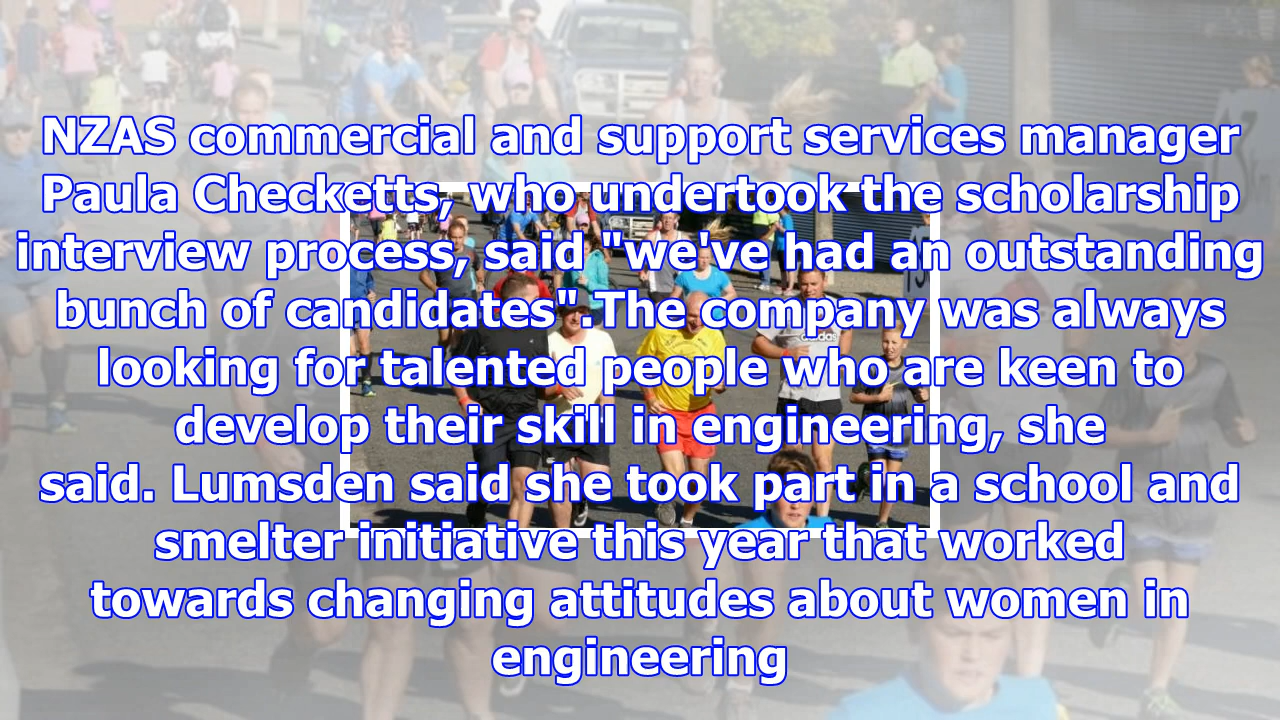 NZAS commercial and support services manager
Paula Checketts, who undertook the scholarship
interview process, said "we've had an outstanding
bunch of candidates" The company was always
looking for talented people who are keen to
develop their skill in engineering, she
said. Lumsden said she took part in a school and
smelter initiative this year that worked
towards changing attitudes about women in
engineering
adidas